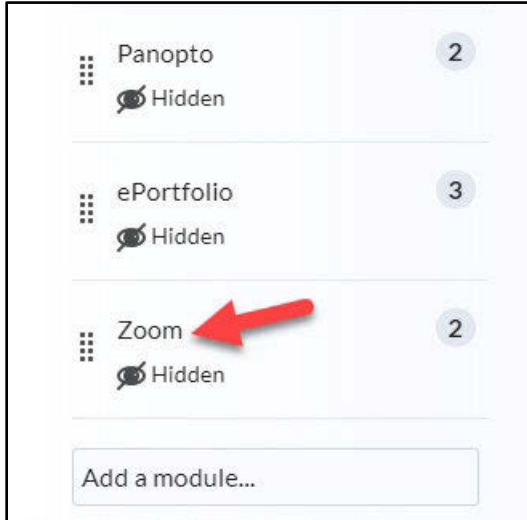 Panopto 2
Hidden
ePortfolio 3
Hidden
Zoom 2
Hidden
Add a module...